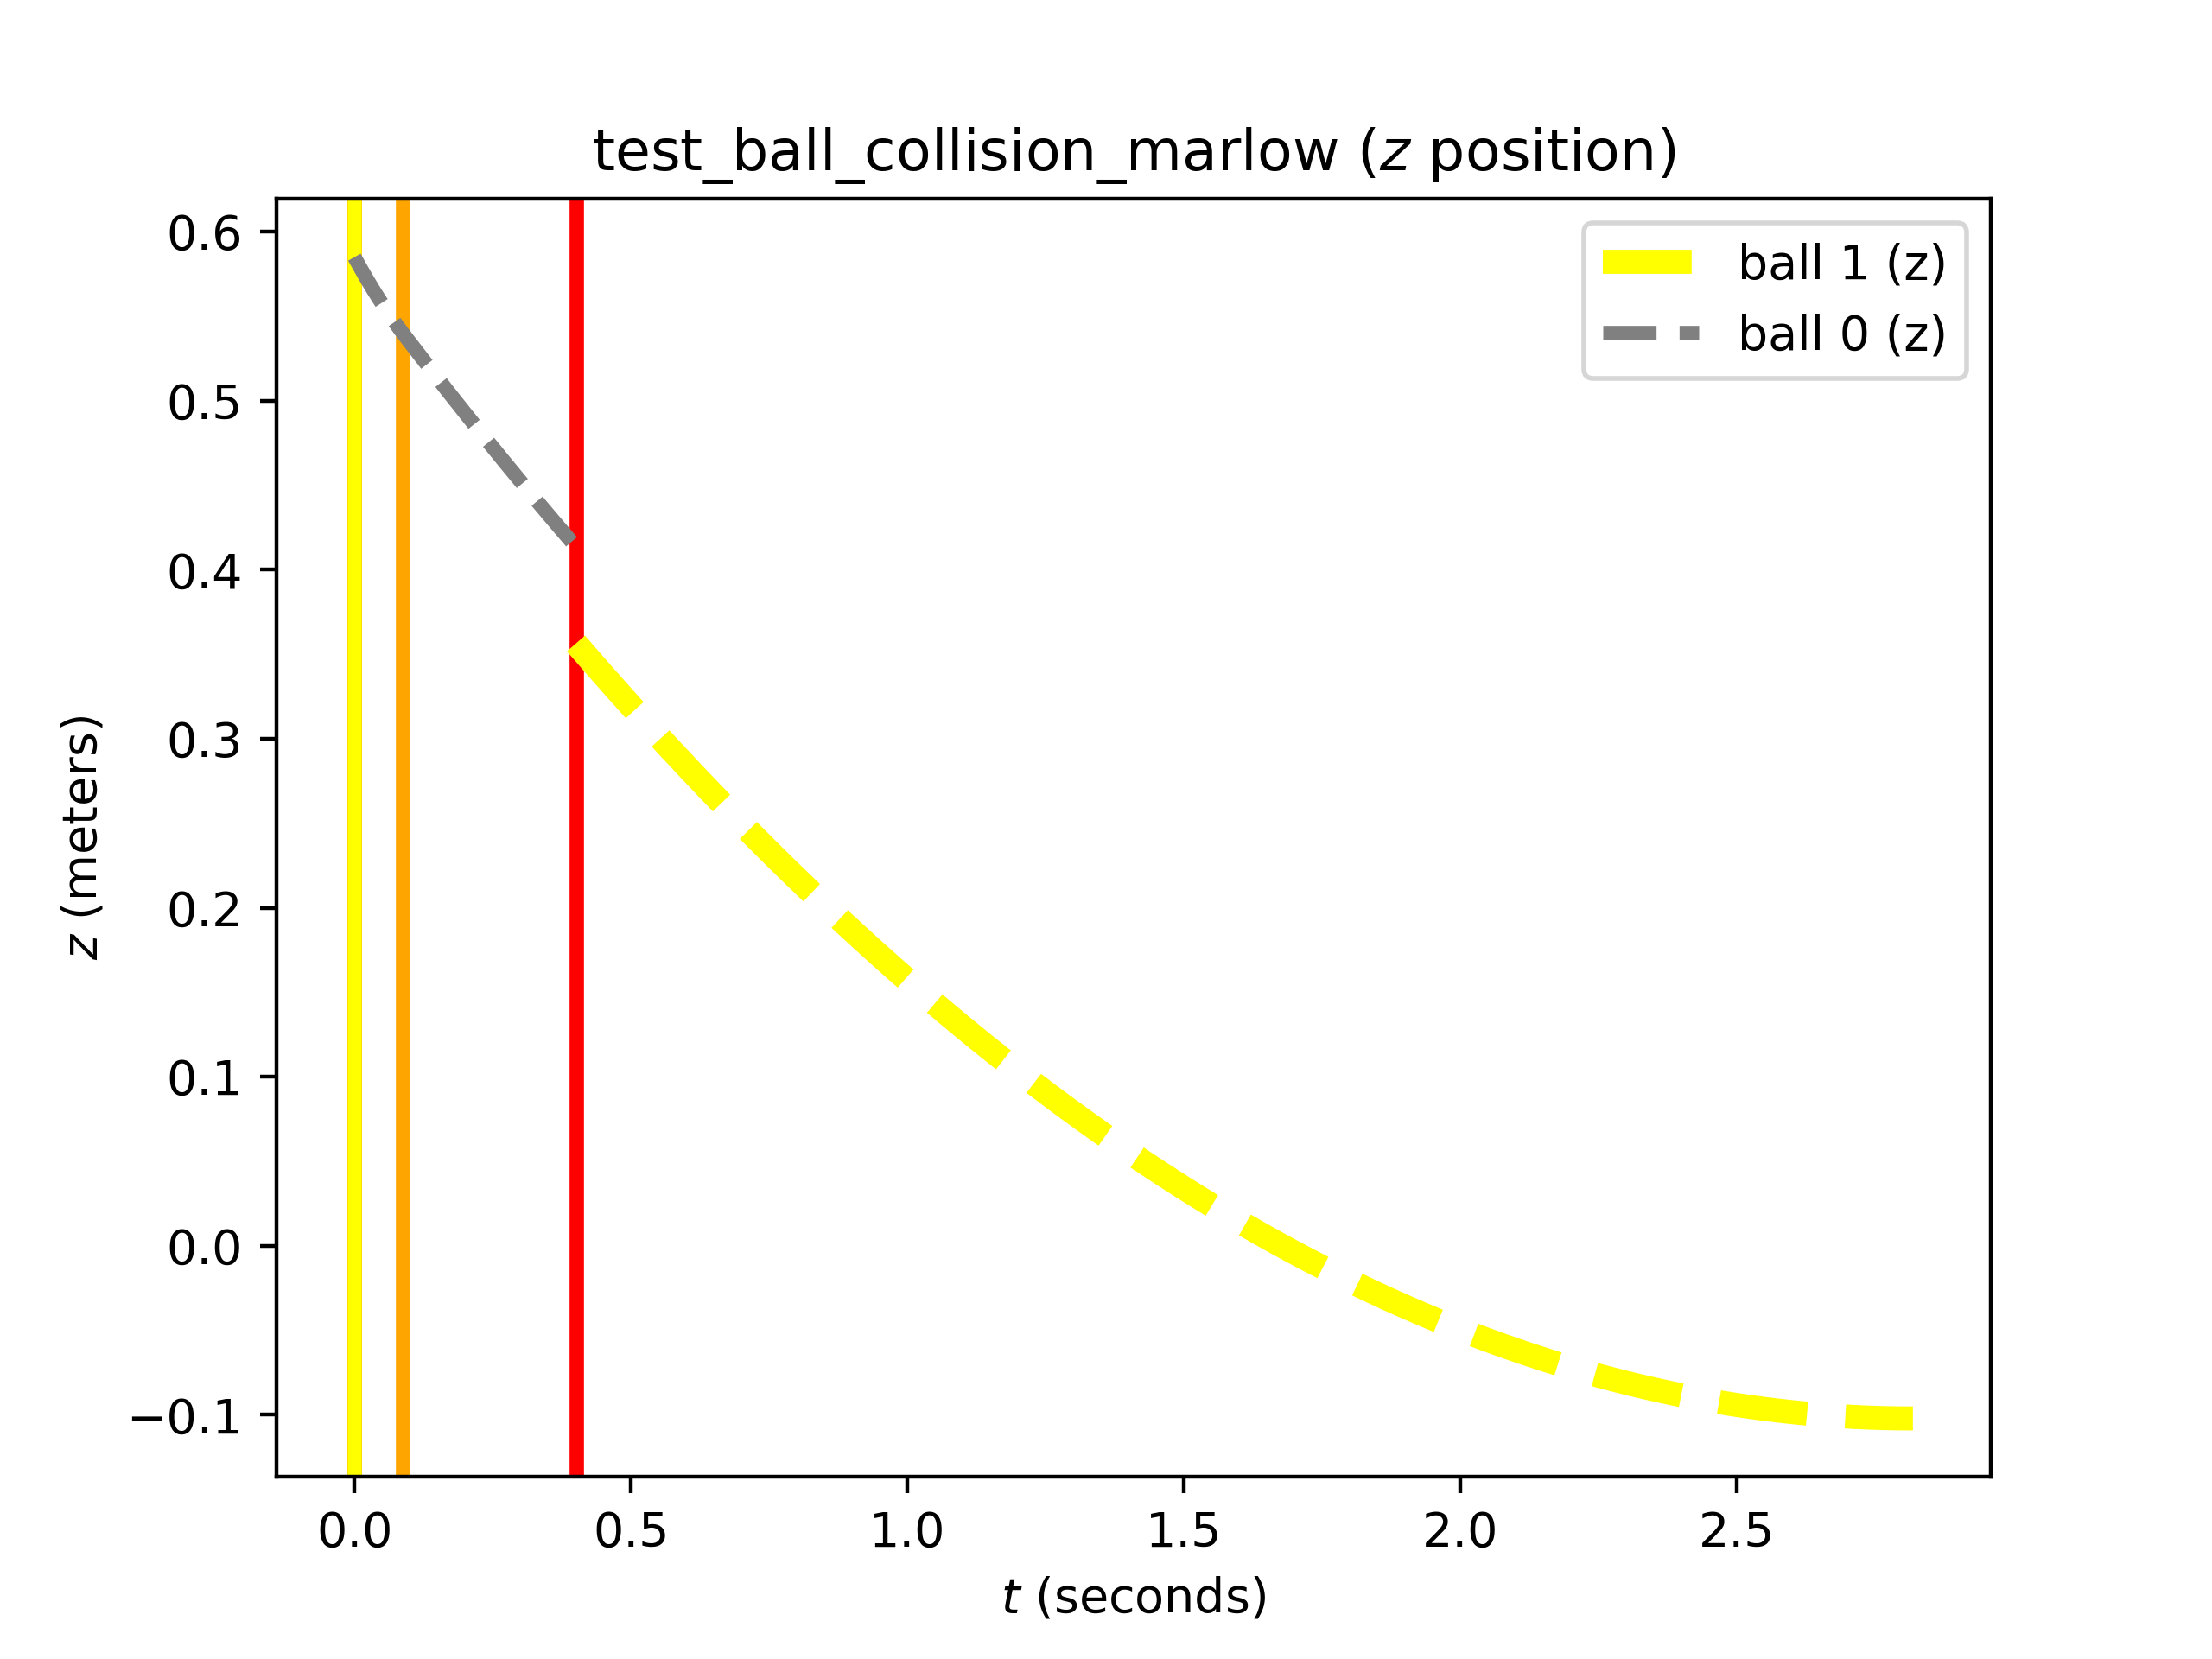 test_ball_collision_marlow (z position)
ball 1 (z)
ball 0 (z)
0.6
0.5
0.4
0.3
0.2
0.1
0.0
−0.1
z (meters)
0.0 0.5 1.0 1.5 2.0 2.5
t (seconds)